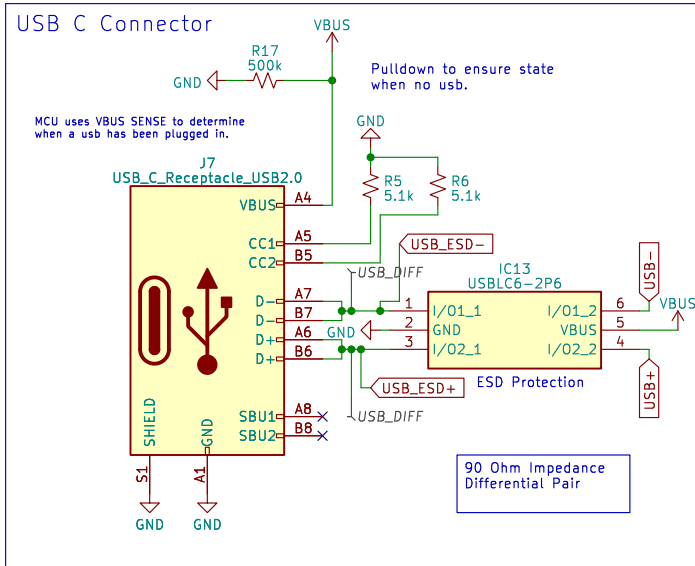 USB C Connector
VBUS
R17
500k
GND
Pulldown to ensure state
when no usb.
MCU uses VBUS SENSE to determine
when a usb has been plugged in.
GND
J7
USB_C_Receptacle_USB2.0
R5
5.1k
R6
5.1k
VBUS
A4
CC1
A5
CC2
B5
USB_ESD-
USB_DIFF
IC13
USBLC6-2P6
USB-
VBUS
D-
A7
D-
B7
D+
A6
D+
B6
GND
1
2
3
I/O1_1
GND
I/O2_1
I/O1_2
VBUS
I/O2_2
6
5
4
USB_ESD+
USB_DIFF
ESD Protection
USB+
SBU1
A8
SBU2
B8
SHIELD
GND
S1
A1
GND
GND
90 Ohm Impedance
Differential Pair